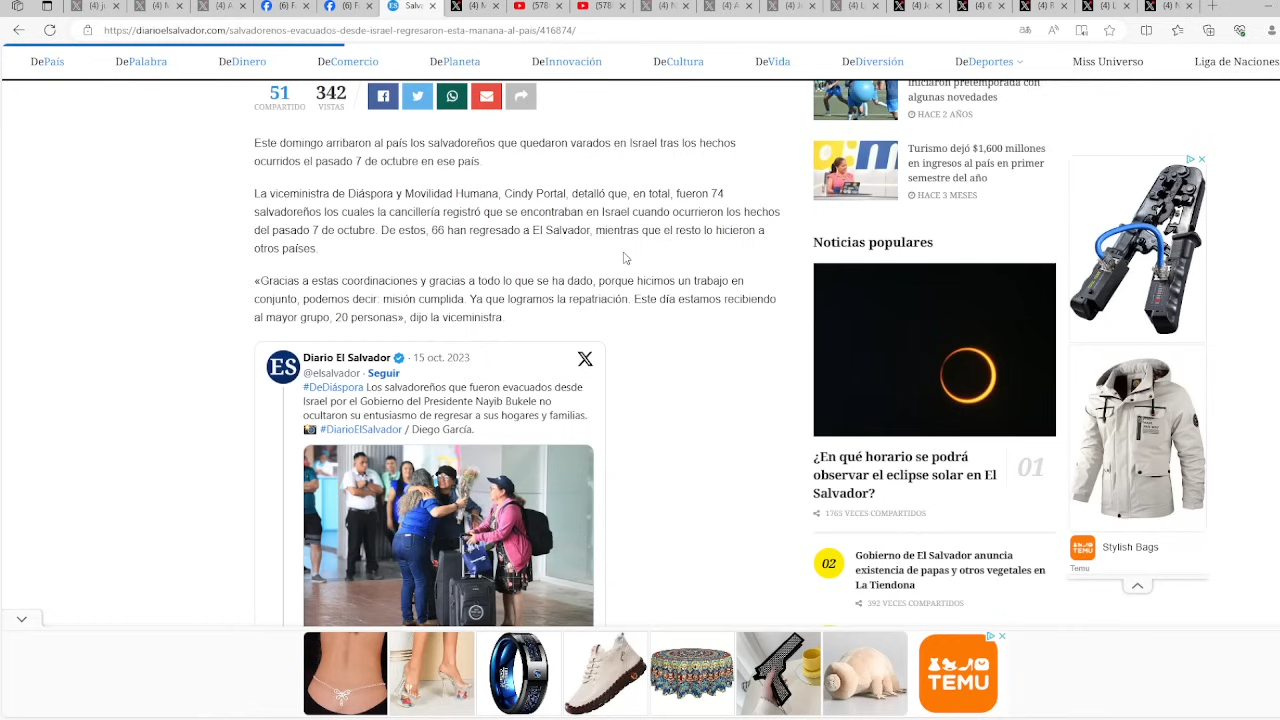 https://diarioelsalvador.com/salvadorenos-evacuados-desde-israel-regresaron-esta-manana-al-pais/416874/
DePaís DePalabra DeDinero DeComercio DePlaneta DeInnovación DeCultura DeVida DeDiversión DeDeportes Miss Universo Liga de Naciones
51
COMPARTIDO
342
VISTAS
Este domingo arribaron al país los salvadoreños que quedaron varados en Israel tras los hechos
ocurridos el pasado 7 de octubre en ese país.
La viceministra de Diáspora y Movilidad Humana, Cindy Portal, detalló que, en total, fueron 74
salvadoreños los cuales la cancillería registró que se encontraban en Israel cuando ocurrieron los hechos
del pasado 7 de octubre. De estos, 66 han regresado a El Salvador, mientras que el resto lo hicieron a
otros países.
«Gracias a estas coordinaciones y gracias a todo lo que se ha dado, porque hicimos un trabajo en
conjunto, podemos decir: misión cumplida. Ya que logramos la repatriación. Este día estamos recibiendo
al mayor grupo, 20 personas», dijo la viceministra.
ES
Diario El Salvador · 15 oct. 2023
@elsalvador · Seguir
#DeDiáspora Los salvadoreños que fueron evacuados desde
Israel por el Gobierno del Presidente Nayib Bukele no
ocultaron su entusiasmo de regresar a sus hogares y familias.
#DiarioElSalvador / Diego García.
iniciaron pretemporada con
algunas novedades
HACE 2 AÑOS
Turismo dejó $1,600 millones
en ingresos al país en primer
semestre del año
HACE 3 MESES
Noticias populares
¿En qué horario se podrá
observar el eclipse solar en El
Salvador?
01
1765 VECES COMPARTIDOS
02
Gobierno de El Salvador anuncia
existencia de papas y otros vegetales en
La Tiendona
392 VECES COMPARTIDOS
TEMU
Stylish Bags
Temu
TEMU